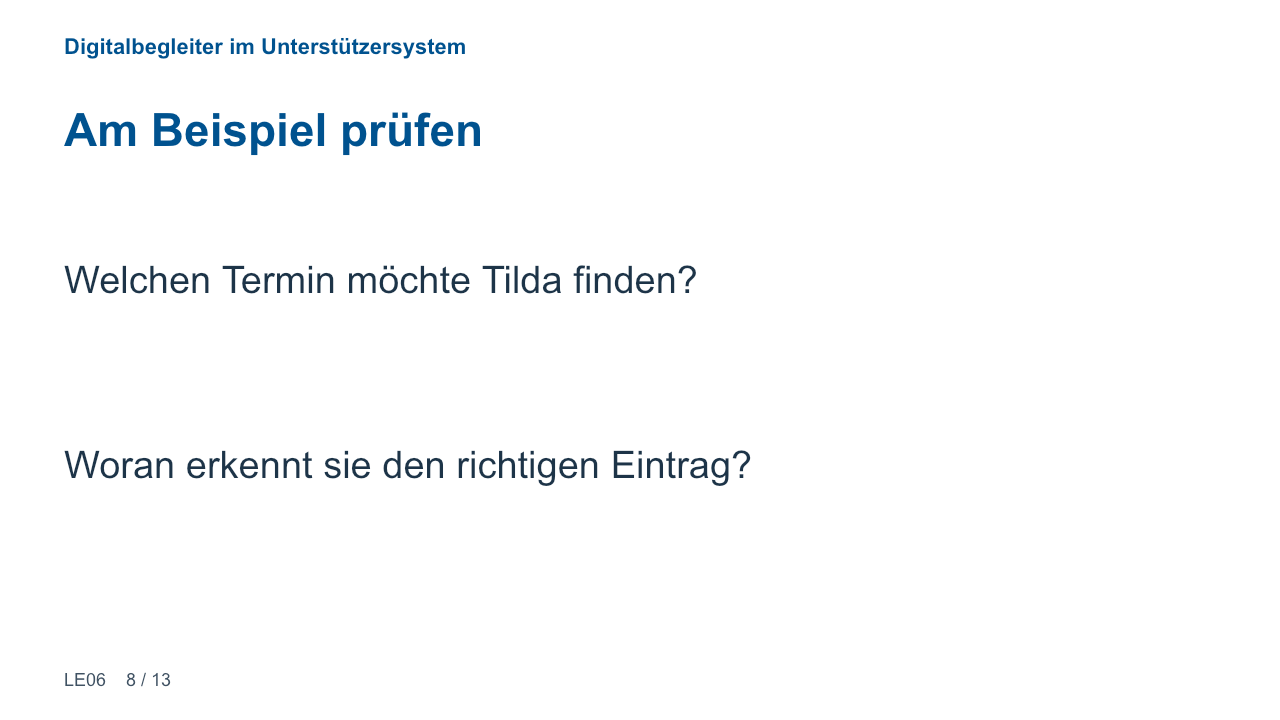 Digitalbegleiter im Unterstützersystem
Am Beispiel prüfen
Welchen Termin möchte Tilda finden?
Woran erkennt sie den richtigen Eintrag?
LE06 8 / 13